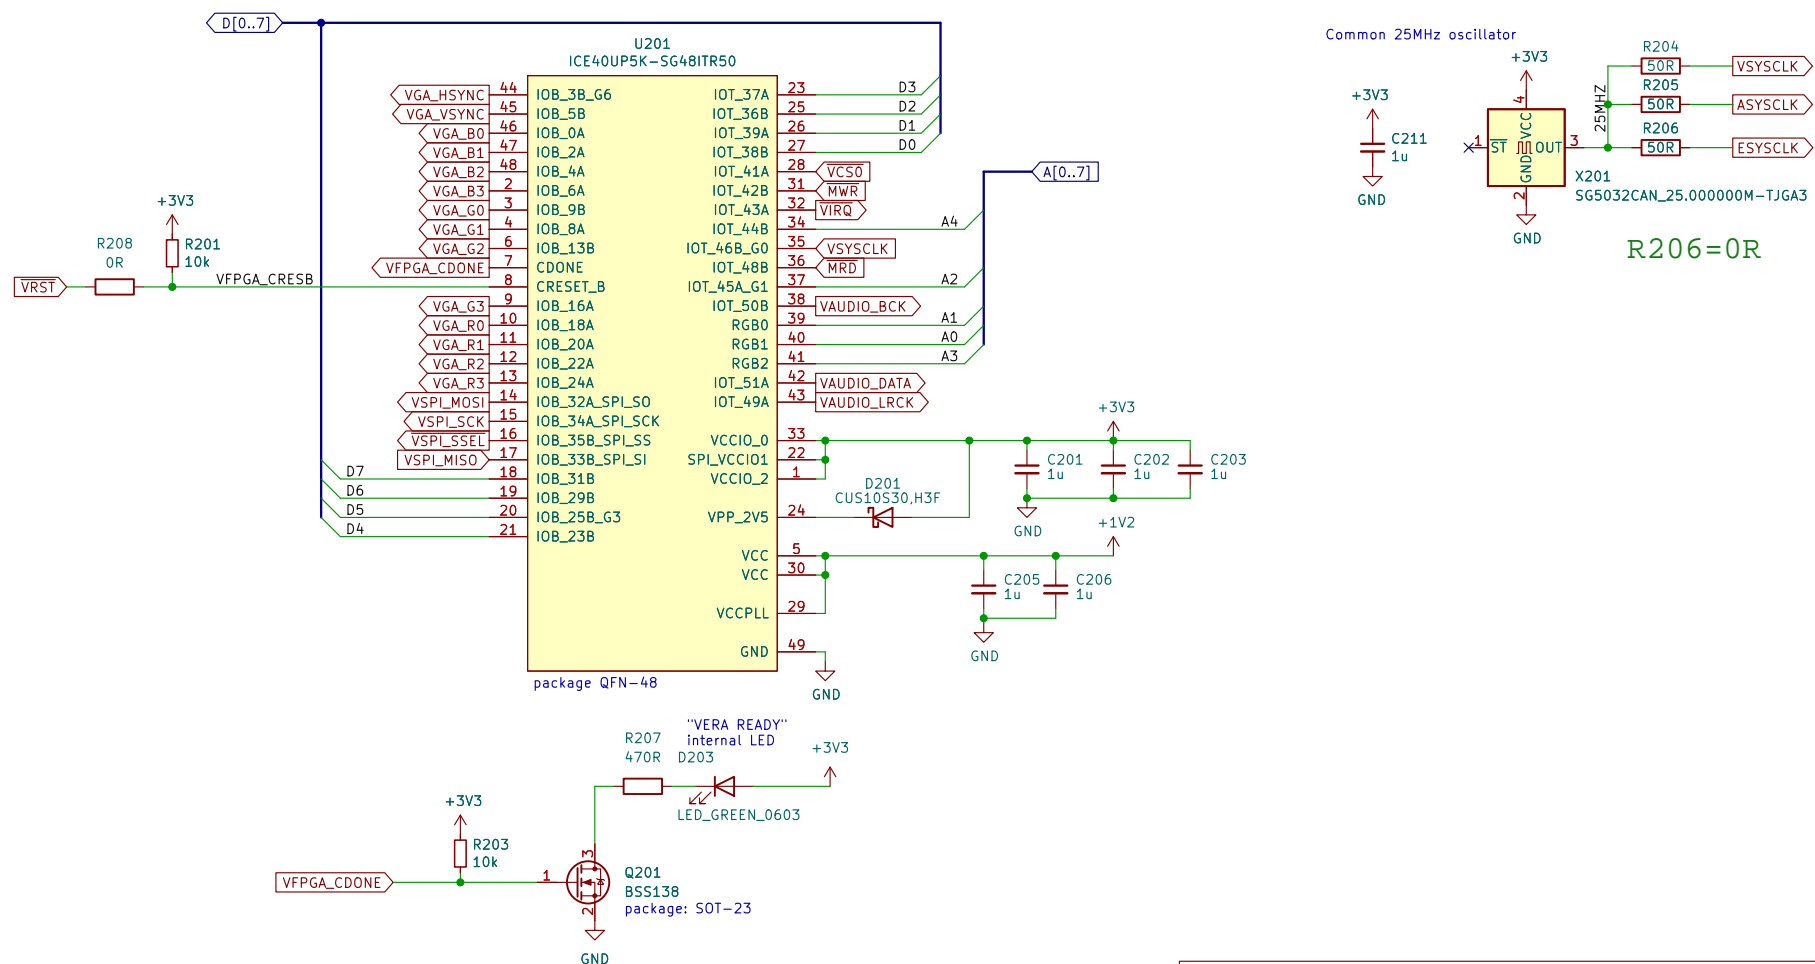 D[0..7]
U201
ICE40UP5K-SG48ITR50
VGA_HSYNC 44 IOB_3B_G6
VGA_VSYNC 45 IOB_5B
VGA_B0 46 IOB_0A
VGA_B1 47 IOB_2A
VGA_B2 48 IOB_4A
VGA_B3 2 IOB_6A
VGA_G0 3 IOB_9B
VGA_G1 4 IOB_8A
VGA_G2 6 IOB_13B
VFPGA_CDONE 7 CDONE
VFPGA_CRESB 8 CRESET_B
VGA_G3 9 IOB_16A
VGA_R0 10 IOB_18A
VGA_R1 11 IOB_20A
VGA_R2 12 IOB_22A
VGA_R3 13 IOB_24A
VSPI_MOSI 14 IOB_32A_SPI_SO
VSPI_SCK 15 IOB_34A_SPI_SCK
VSPI_SSEL 16 IOB_35B_SPI_SS
VSPI_MISO 17 IOB_33B_SPI_SI
D7 18 IOB_31B
D6 19 IOB_29B
D5 20 IOB_25B_G3
D4 21 IOB_23B
IOT_37A 23 D3
IOT_36B 25 D2
IOT_39A 26 D1
IOT_38B 27 D0
IOT_41A 28 VCS0
IOT_42B 31 MWR
IOT_43A 32 VIRQ
IOT_44B 34 A4
IOT_46B_G0 35 VSYSCLK
IOT_48B 36 MRD
IOT_45A_G1 37 A2
IOT_50B 38 VAUDIO_BCK
RGB0 39 A1
RGB1 40 A0
RGB2 41 A3
IOT_51A 42 VAUDIO_DATA
IOT_49A 43 VAUDIO_LRCK
VCCIO_0 33
SPI_VCCIO1 22
VCCIO_2 1
VPP_2V5 24
VCC 5
VCC 30
VCCPLL 29
GND 49
GND
package QFN-48
A[0..7]
+3V3
R208
0R
R201
10k
VRST
D201
CUS10S30,H3F
+3V3
C201
1u
C202
1u
C203
1u
GND
+1V2
C205
1u
C206
1u
GND
Common 25MHz oscillator
+3V3
C211
1u
GND
+3V3
4
VCC
1 ST
OUT 3
GND
2
GND
X201
SG5032CAN_25.000000M-TJGA3
25MHZ
R204
50R VSYSCLK
R205
50R ASYSCLK
R206
50R ESYSCLK
R206=0R
"VERA READY"
internal LED
R207
470R
D203
LED_GREEN_0603
+3V3
+3V3
R203
10k
VFPGA_CDONE
1
3
2
Q201
BSS138
package: SOT-23
GND